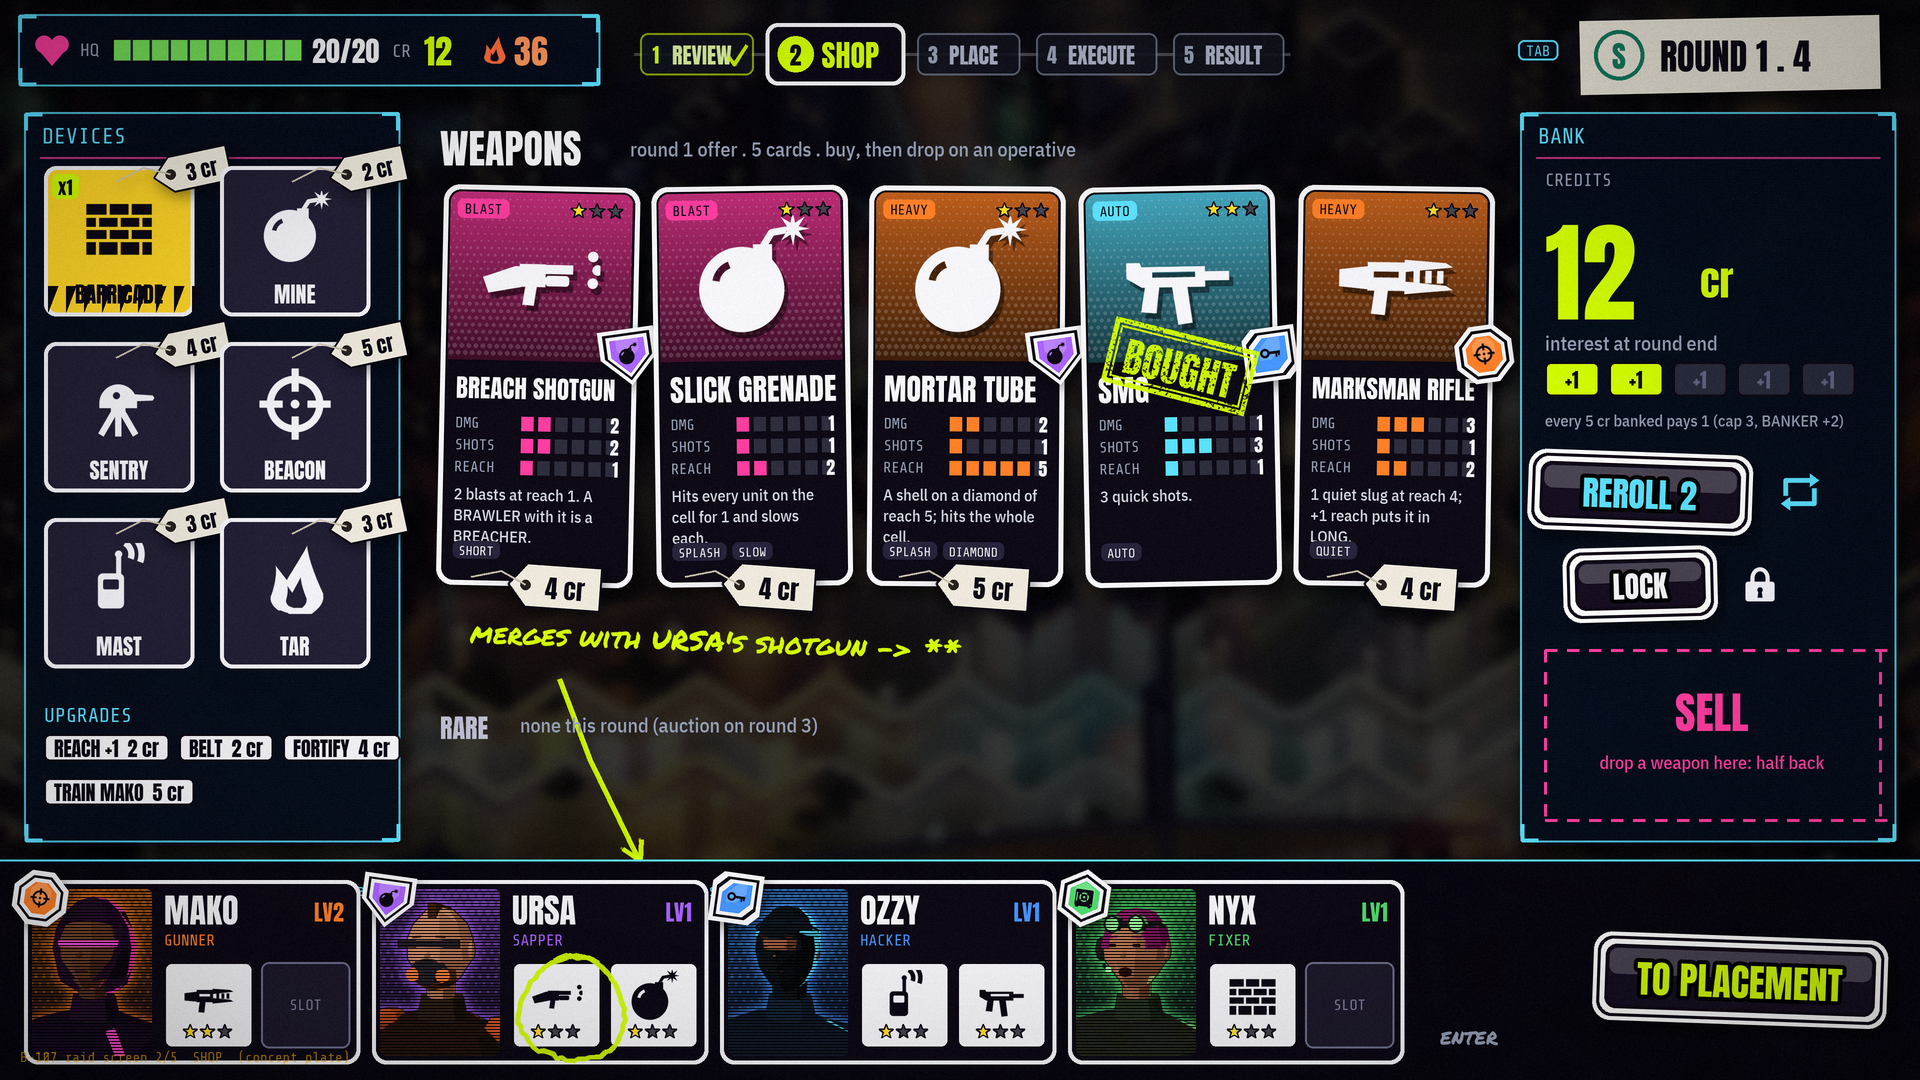 HQ 20/20 CR 12 36
1 REVIEW
2 SHOP
3 PLACE
4 EXECUTE
5 RESULT
TAB
S ROUND 1.4
DEVICES
3 cr
x1
BARRICADE
2 cr
MINE
4 cr
SENTRY
5 cr
BEACON
3 cr
MAST
3 cr
TAR
UPGRADES
REACH +1 2 cr
BELT 2 cr
FORTIFY 4 cr
TRAIN MAKO 5 cr
WEAPONS
round 1 offer . 5 cards . buy, then drop on an operative
BLAST
BREACH SHOTGUN
DMG 2
SHOTS 2
REACH 1
2 blasts at reach 1. A
BRAWLER with it is a
BREACHER.
SHORT
4 cr
BLAST
SLICK GRENADE
DMG 1
SHOTS 1
REACH 2
Hits every unit on the
cell for 1 and slows
each.
SPLASH SLOW
4 cr
HEAVY
MORTAR TUBE
DMG 2
SHOTS 1
REACH 5
A shell on a diamond of
reach 5; hits the whole
cell.
SPLASH DIAMOND
5 cr
AUTO
BOUGHT
SMG
DMG 1
SHOTS 3
REACH 1
3 quick shots.
AUTO
HEAVY
MARKSMAN RIFLE
DMG 3
SHOTS 1
REACH 2
1 quiet slug at reach 4;
+1 reach puts it in
LONG.
QUIET
4 cr
MERGES WITH URSA'S SHOTGUN -> **
RARE
none this round (auction on round 3)
BANK
CREDITS
12 cr
interest at round end
+1 +1 +1 +1 +1
every 5 cr banked pays 1 (cap 3, BANKER +2)
REROLL 2
LOCK
SELL
drop a weapon here: half back
MAKO LV2
GUNNER
SLOT
URSA LV1
SAPPER
OZZY LV1
HACKER
NYX LV1
FIXER
SLOT
ENTER
TO PLACEMENT
B-107 raid screen 2/5 SHOP (concept plate)